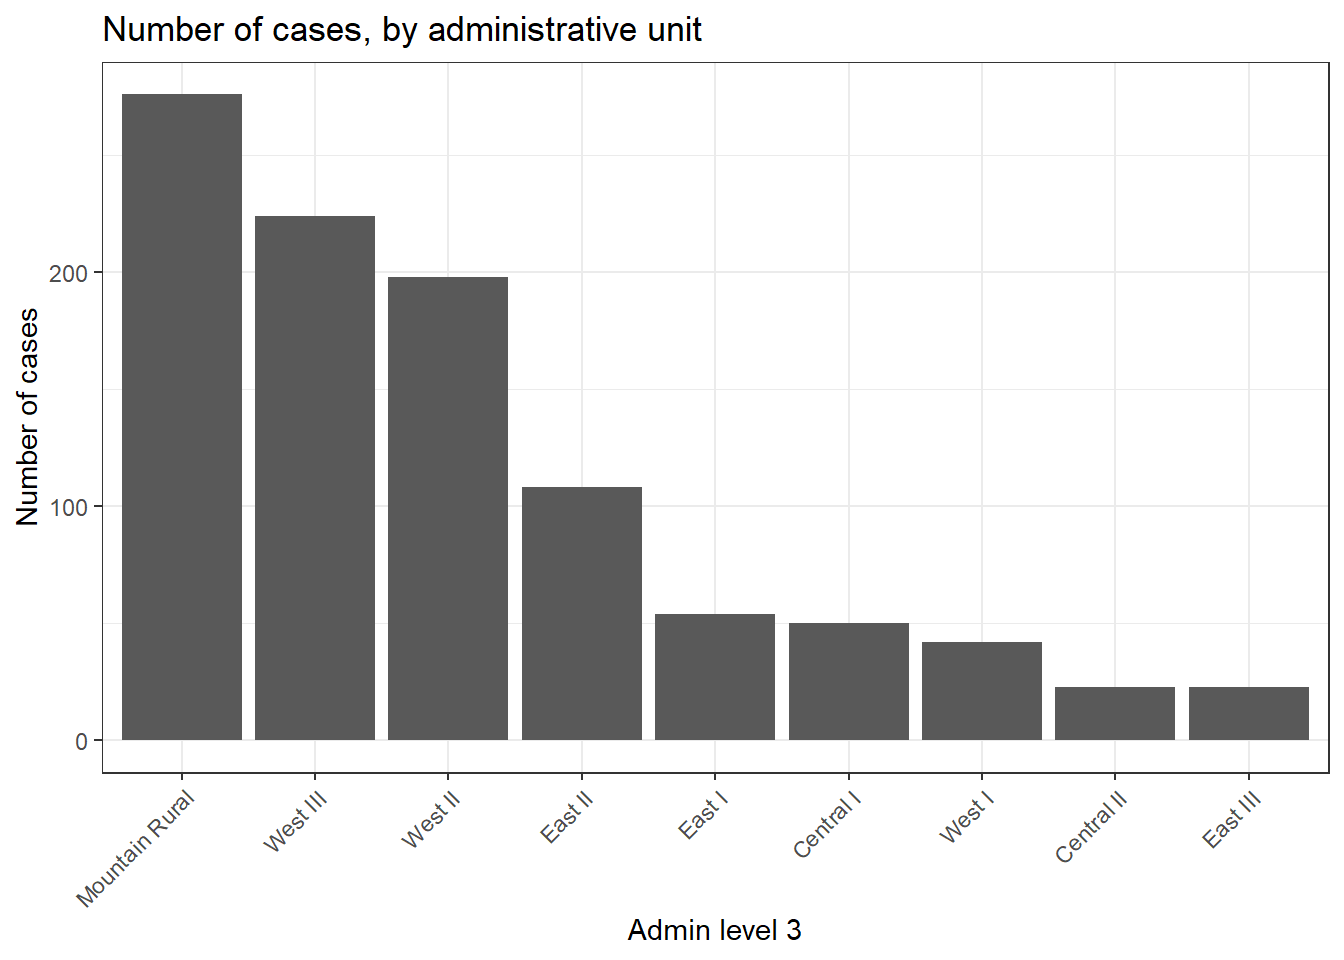 Number of cases, by administrative unit
Number of cases
200
100
0
Mountain Rural
West III
West II
East II
East I
Central I
West I
Central II
East III
Admin level 3